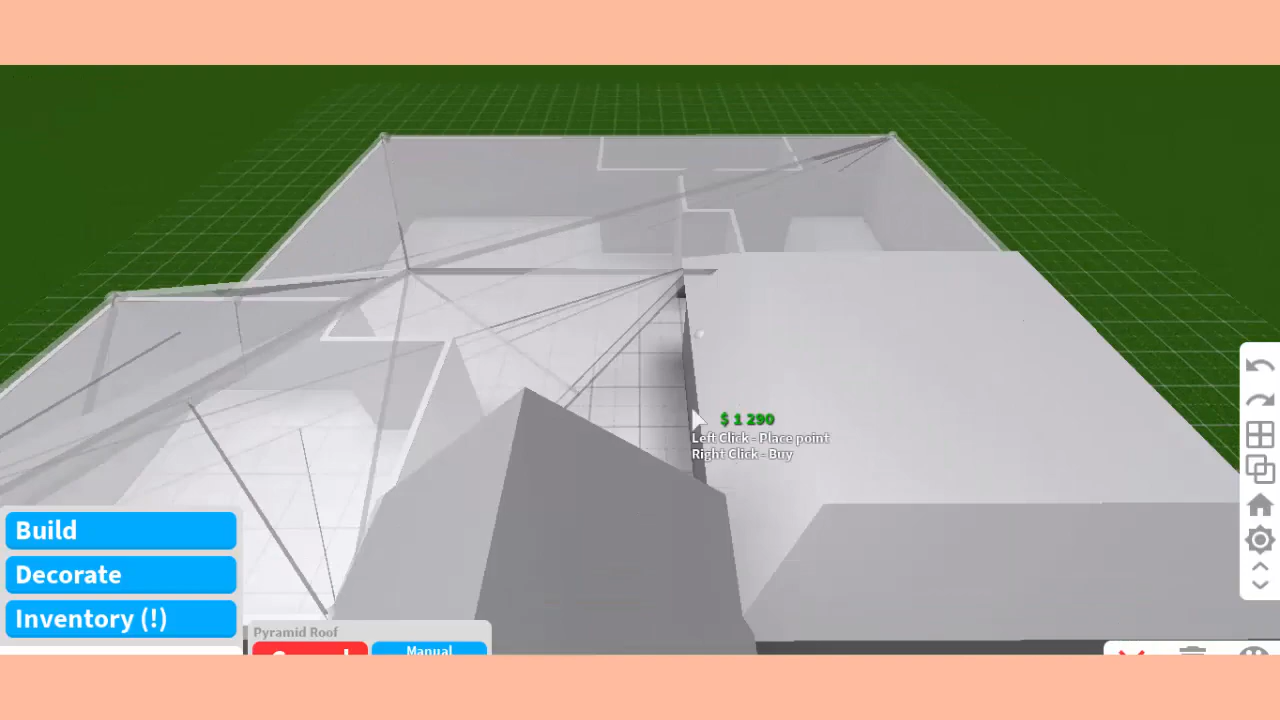 $ 1 290
Left Click - Place point
Right Click - Buy
Build
Decorate
Inventory (!)
Pyramid Roof
Manual